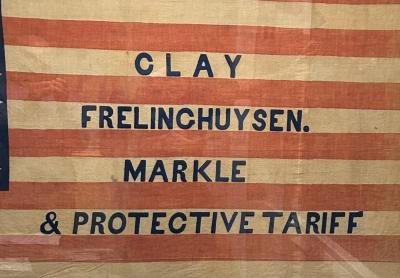 CLAY
FRELINCHUYSEN.
MARKLE
& PROTECTIVE TARIFF